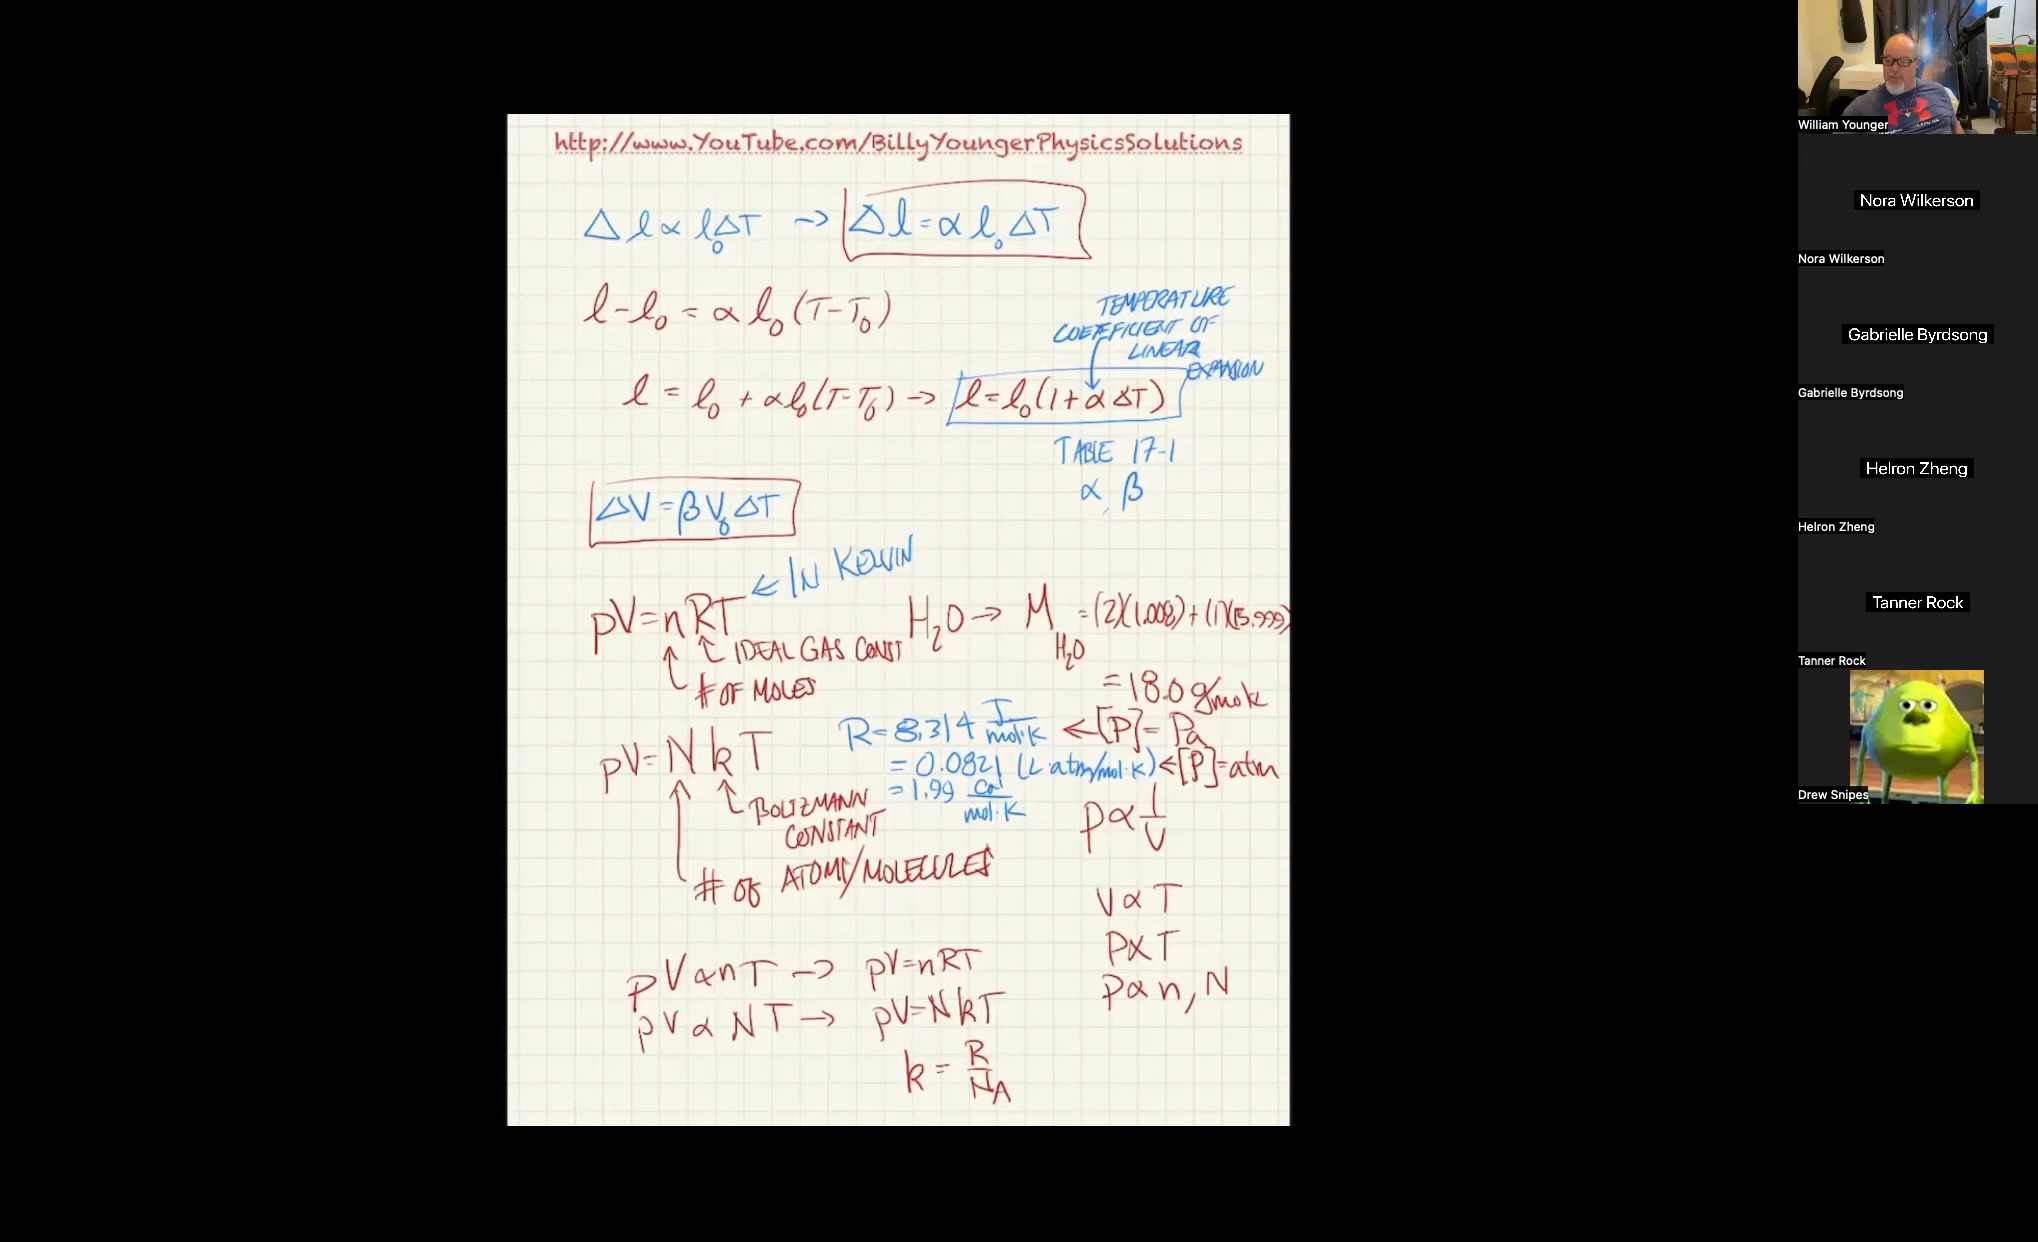 http://www.YouTube.com/BillyYoungerPhysicsSolutions
Δl ∝ l₀ΔT → Δl = α l₀ ΔT
l - l₀ = α l₀ (T - T₀)
TEMPERATURE
COEFFICIENT OF
LINEAR
EXPANSION
l = l₀ + α l₀ (T - T₀) → l = l₀ (1 + α ΔT)
TABLE 17-1
α, β
ΔV = β V₀ ΔT
← IN KELVIN
pV = nRT
IDEAL GAS CONST
# OF MOLES
H₂O → M_H₂O = (2)(1.008) + (1)(15.999)
= 18.0 g/mole
pV = NkT
BOLTZMANN
CONSTANT
# OF ATOMS/MOLECULES
R = 8.314 J/mol·K ← [P] = Pa
= 0.0821 (L·atm/mol·K) ← [P] = atm
= 1.99 Cal/mol·K
p ∝ 1/V
V ∝ T
P ∝ T
p ∝ n, N
pV ∝ nT → pV = nRT
pV ∝ NT → pV = NkT
k = R/N_A
William Younger
Nora Wilkerson
Nora Wilkerson
Gabrielle Byrdsong
Gabrielle Byrdsong
Helron Zheng
Helron Zheng
Tanner Rock
Tanner Rock
Drew Snipes